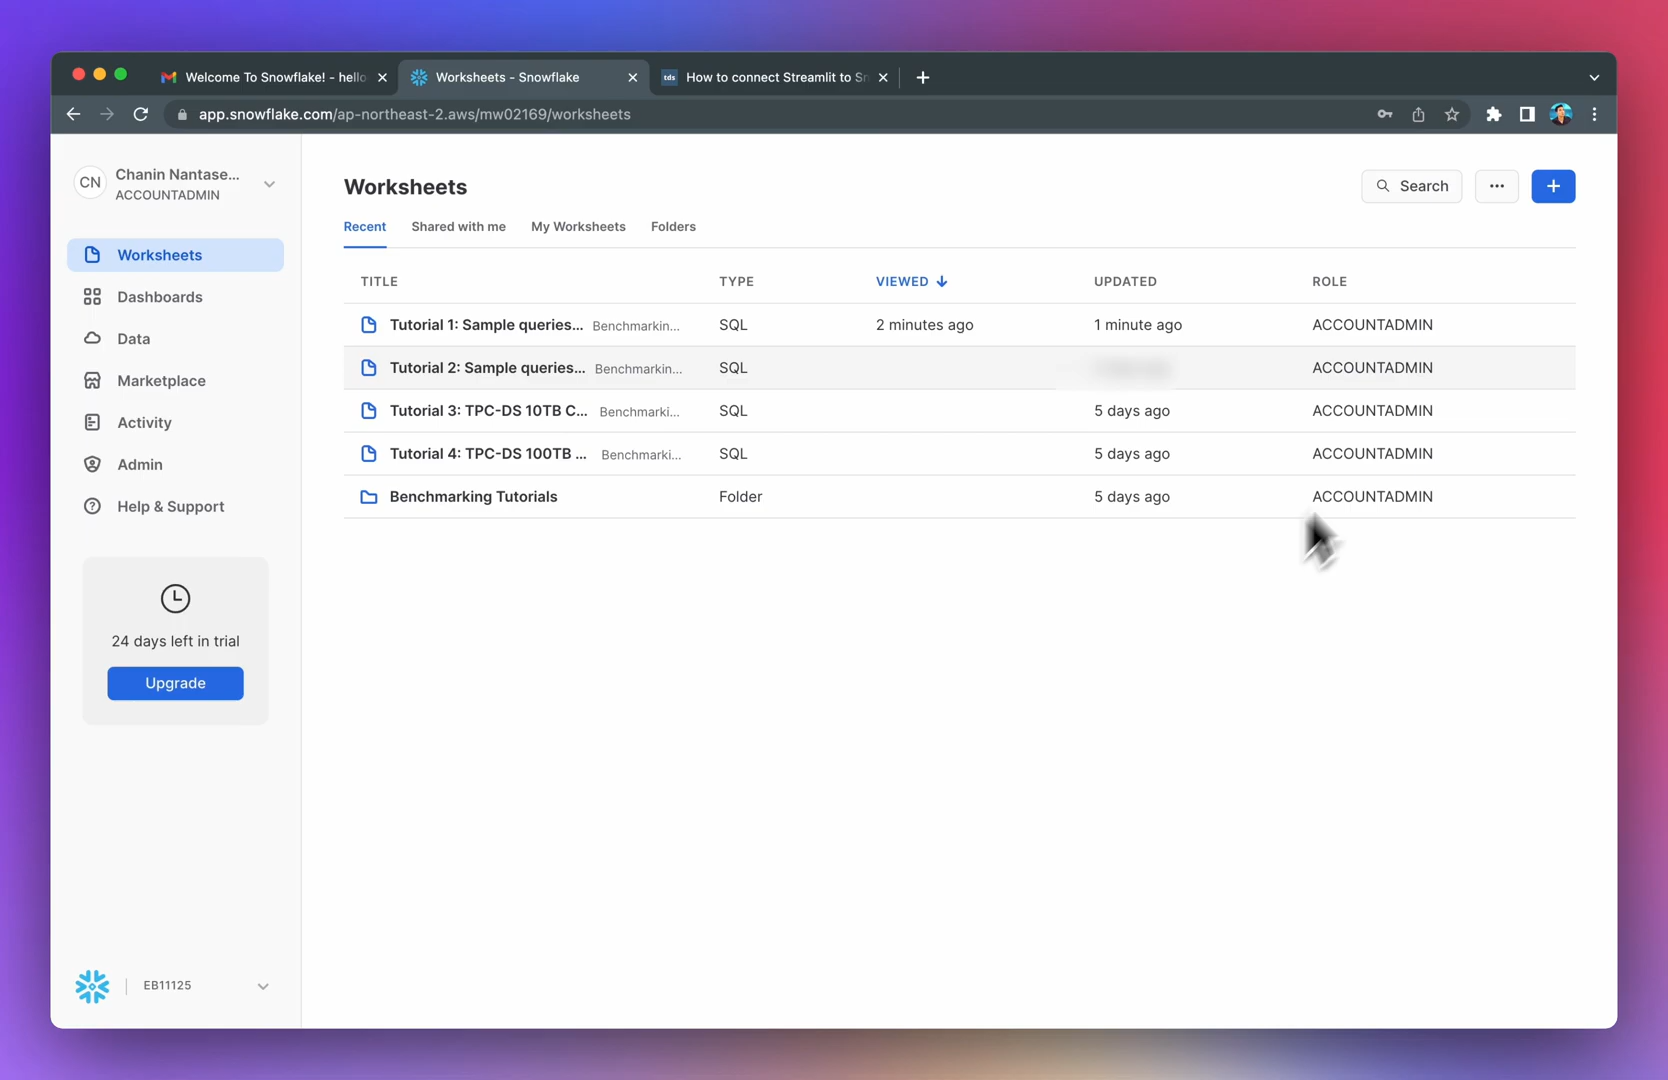 Welcome To Snowflake! - hello
Worksheets - Snowflake
tds How to connect Streamlit to Sn
app.snowflake.com/ap-northeast-2.aws/mw02169/worksheets
CN Chanin Nantase...
ACCOUNTADMIN
Worksheets
Dashboards
Data
Marketplace
Activity
Admin
Help & Support
24 days left in trial
Upgrade
EB11125
Worksheets
Search
Recent Shared with me My Worksheets Folders
TITLE TYPE VIEWED UPDATED ROLE
Tutorial 1: Sample queries... Benchmarkin... SQL 2 minutes ago 1 minute ago ACCOUNTADMIN
Tutorial 2: Sample queries... Benchmarkin... SQL ACCOUNTADMIN
Tutorial 3: TPC-DS 10TB C... Benchmarki... SQL 5 days ago ACCOUNTADMIN
Tutorial 4: TPC-DS 100TB ... Benchmarki... SQL 5 days ago ACCOUNTADMIN
Benchmarking Tutorials Folder 5 days ago ACCOUNTADMIN